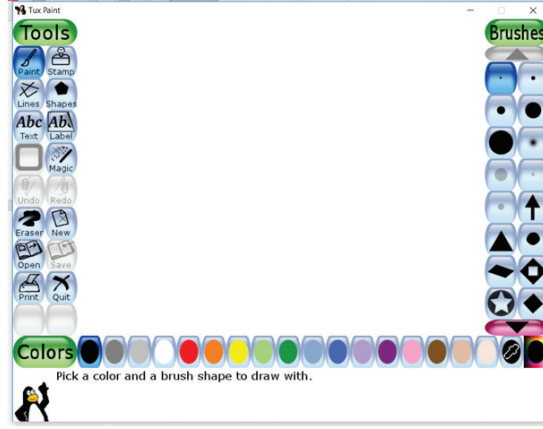 Tux Paint
Tools
Brushes
Paint Stamp
Lines Shapes
Abc Abc
Text Label
Magic
Undo Redo
Eraser New
Open Save
Print Quit
Colors
Pick a color and a brush shape to draw with.